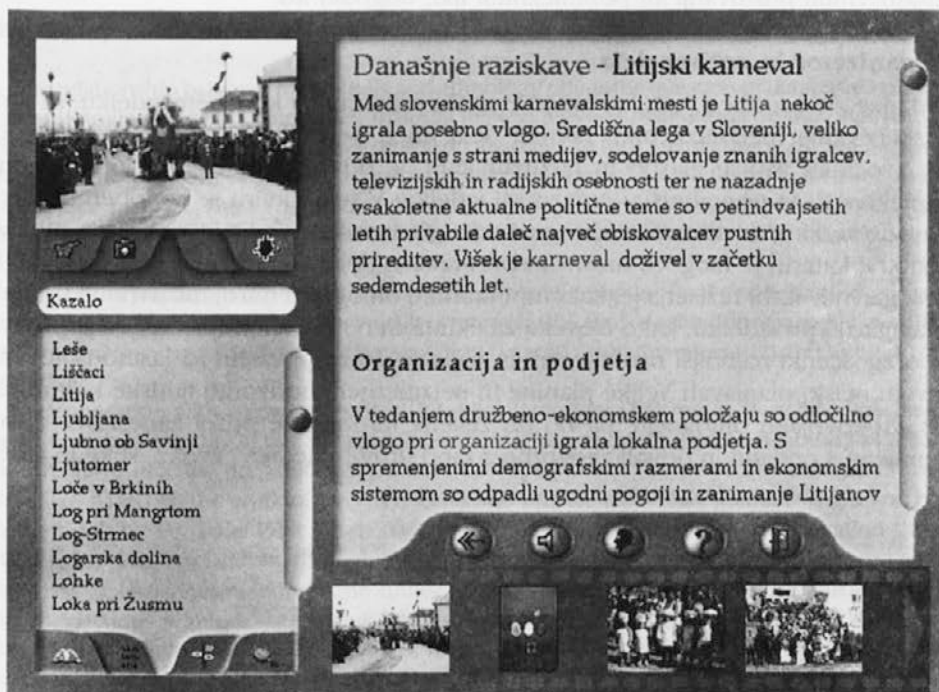 Današnje raziskave - Litijski karneval
Med slovenskimi karnevalskimi mesti je Litija nekoč
igrala posebno vlogo. Središčna lega v Sloveniji, veliko
zanimanje s strani medijev, sodelovanje znanih igralcev,
televizijskih in radijskih osebnosti ter ne nazadnje
vsakoletne aktualne politične teme so v petindvajsetih
letih privabile daleč največ obiskovalcev pustnih
prireditev. Višek je karneval doživel v začetku
sedemdesetih let.
Organizacija in podjetja
V tedanjem družbeno-ekonomskem položaju so odločilno
vlogo pri organizaciji igrala lokalna podjetja. S
spremenjenimi demografskimi razmerami in ekonomskim
sistemom so odpadli ugodni pogoji in zanimanje Litijanov
Kazalo
Leše
Liščaci
Litija
Ljubljana
Ljubno ob Savinji
Ljutomer
Loče v Brkinih
Log pri Mangrtom
Log-Strmec
Logarska dolina
Lohke
Loka pri Žusmu
?